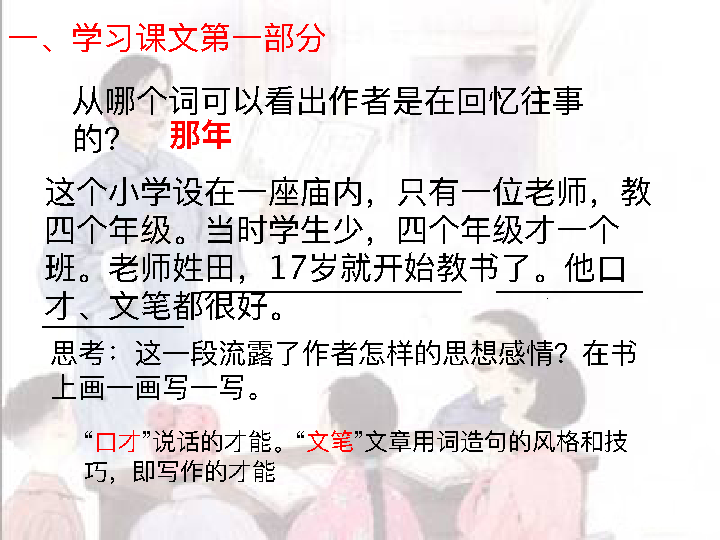 一、学习课文第一部分
从哪个词可以看出作者是在回忆往事
的？ 那年
这个小学设在一座庙内，只有一位老师，教
四个年级。当时学生少，四个年级才一个
班。老师姓田，17岁就开始教书了。他口
才、文笔都很好。
思考：这一段流露了作者怎样的思想感情？在书
上画一画写一写。
“口才”说话的才能。“文笔”文章用词造句的风格和技
巧，即写作的才能